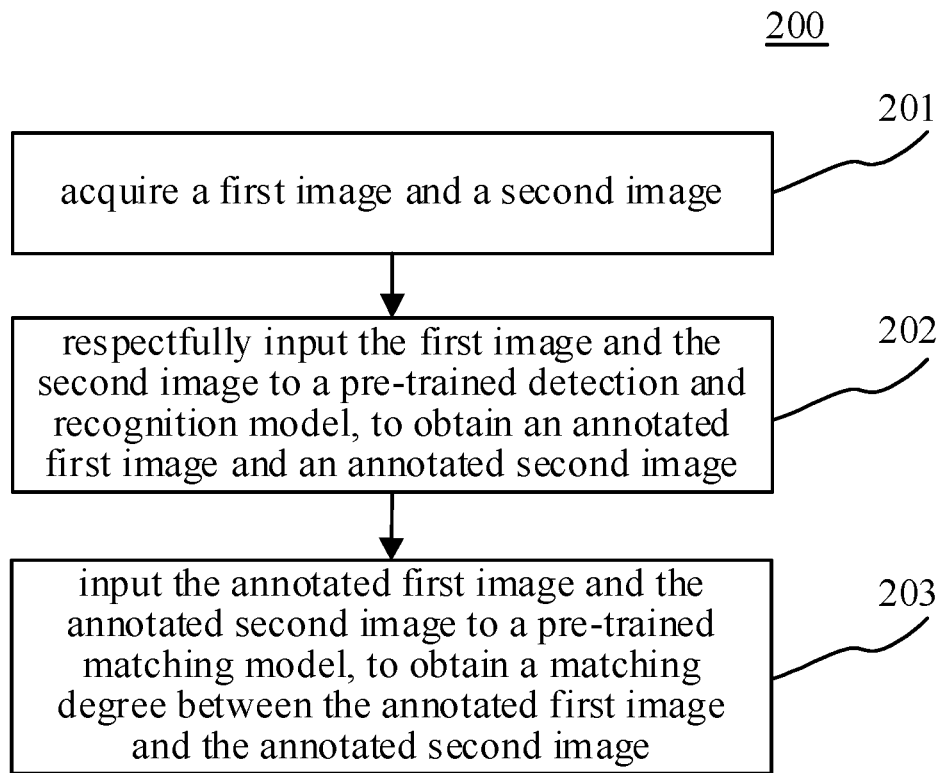 200
201
acquire a first image and a second image
202
respectfully input the first image and the
second image to a pre-trained detection and
recognition model, to obtain an annotated
first image and an annotated second image
203
input the annotated first image and the
annotated second image to a pre-trained
matching model, to obtain a matching
degree between the annotated first image
and the annotated second image